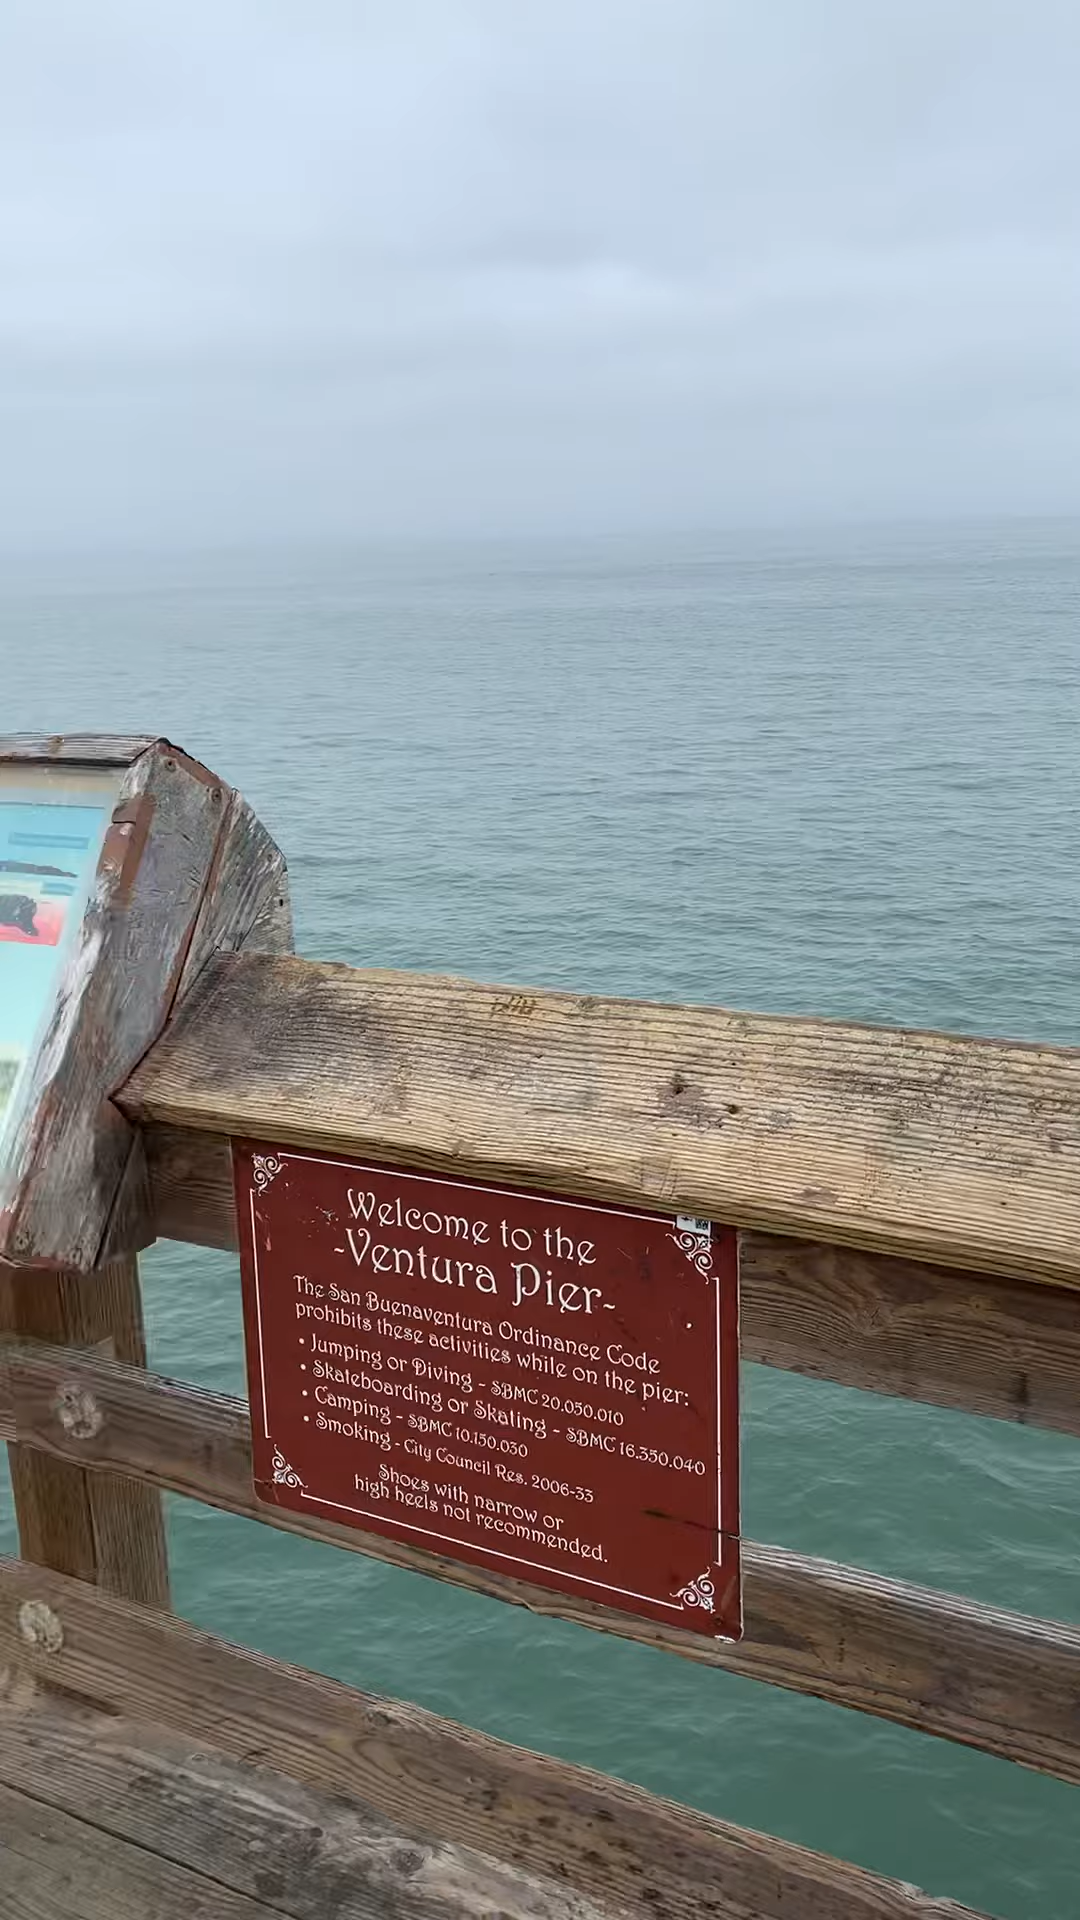 Welcome to the
-Ventura Pier-
The San Buenaventura Ordinance Code
prohibits these activities while on the pier:
• Jumping or Diving - SBMC 20.050.010
• Skateboarding or Skating - SBMC 16.350.040
• Camping - SBMC 10.150.030
• Smoking - City Council Res. 2006-33
Shoes with narrow or
high heels not recommended.